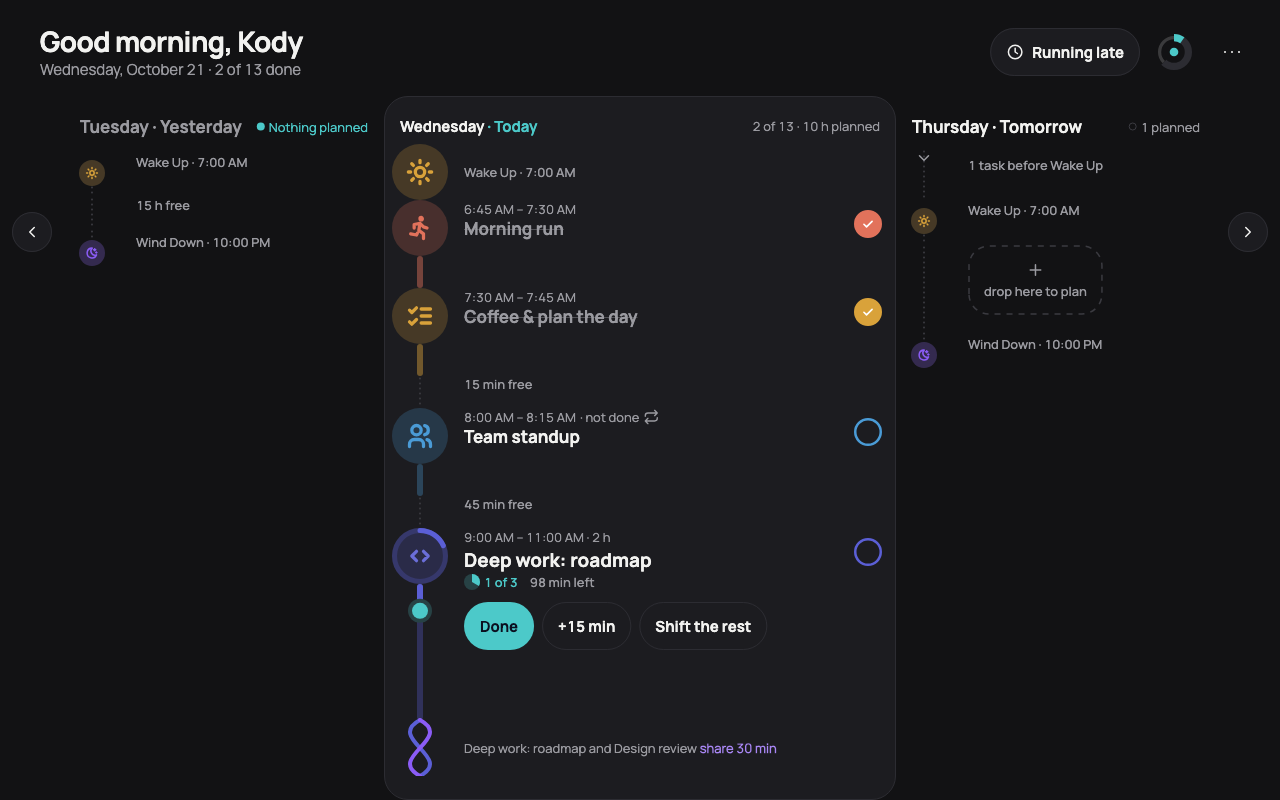 Good morning, Kody
Wednesday, October 21 · 2 of 13 done
Running late
Tuesday · Yesterday
Nothing planned
Wake Up · 7:00 AM
15 h free
Wind Down · 10:00 PM
Wednesday · Today
2 of 13 · 10 h planned
Wake Up · 7:00 AM
6:45 AM – 7:30 AM
Morning run
7:30 AM – 7:45 AM
Coffee & plan the day
15 min free
8:00 AM – 8:15 AM · not done
Team standup
45 min free
9:00 AM – 11:00 AM · 2 h
Deep work: roadmap
1 of 3 98 min left
Done
+15 min
Shift the rest
Deep work: roadmap and Design review share 30 min
Thursday · Tomorrow
1 planned
1 task before Wake Up
Wake Up · 7:00 AM
drop here to plan
Wind Down · 10:00 PM